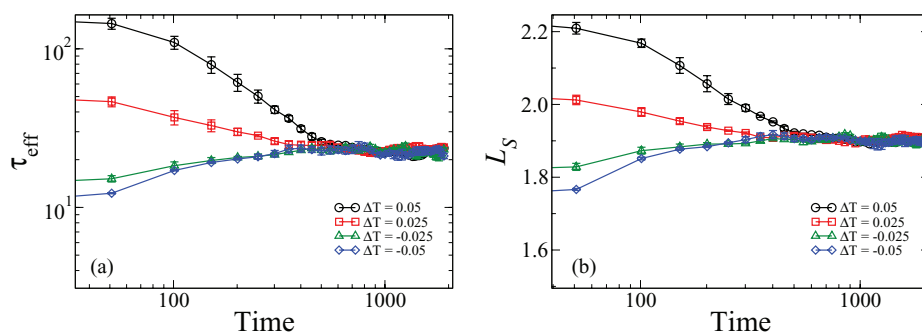 10²
10¹
τeff
100
1000
Time
(a)
ΔT = 0.05
ΔT = 0.025
ΔT = -0.025
ΔT = -0.05
2.2
2.0
1.8
1.6
L_S
100
1000
Time
(b)
ΔT = 0.05
ΔT = 0.025
ΔT = -0.025
ΔT = -0.05